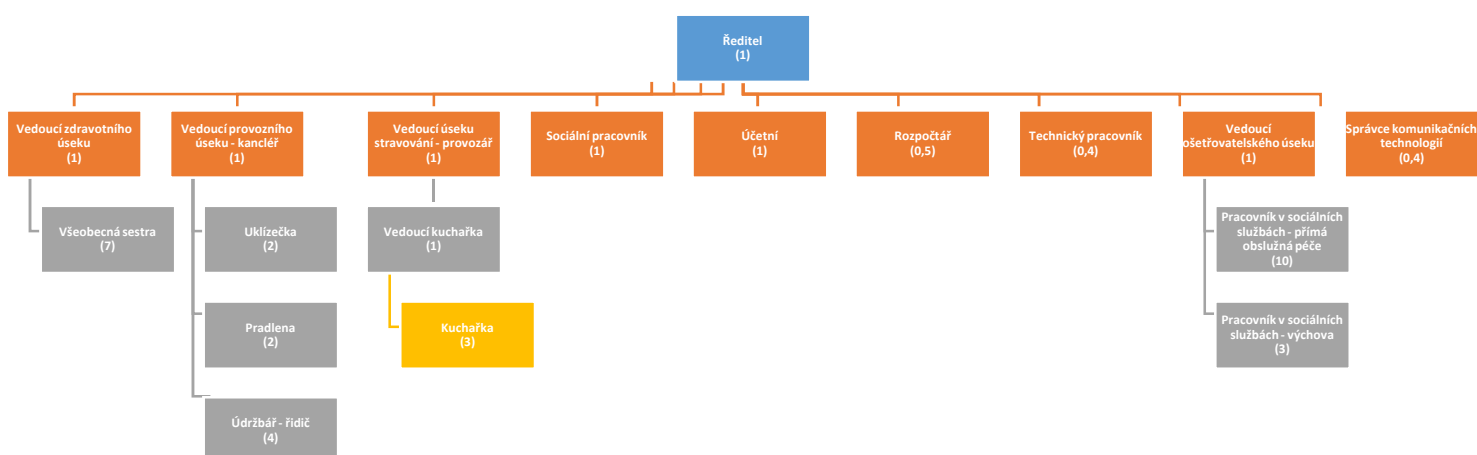 Ředitel
(1)
Vedoucí zdravotního
úseku
(1)
Vedoucí provozního
úseku - kancléř
(1)
Vedoucí úseku
stravování - provozář
(1)
Sociální pracovník
(1)
Účetní
(1)
Rozpočtář
(0,5)
Technický pracovník
(0,4)
Vedoucí
ošetřovatelského úseku
(1)
Správce komunikačních
technologií
(0,4)
Všeobecná sestra
(7)
Uklízečka
(2)
Vedoucí kuchařka
(1)
Pracovník v sociálních
službách - přímá
obslužná péče
(10)
Pradlena
(2)
Kuchařka
(3)
Pracovník v sociálních
službách - výchova
(3)
Údržbář - řidič
(4)